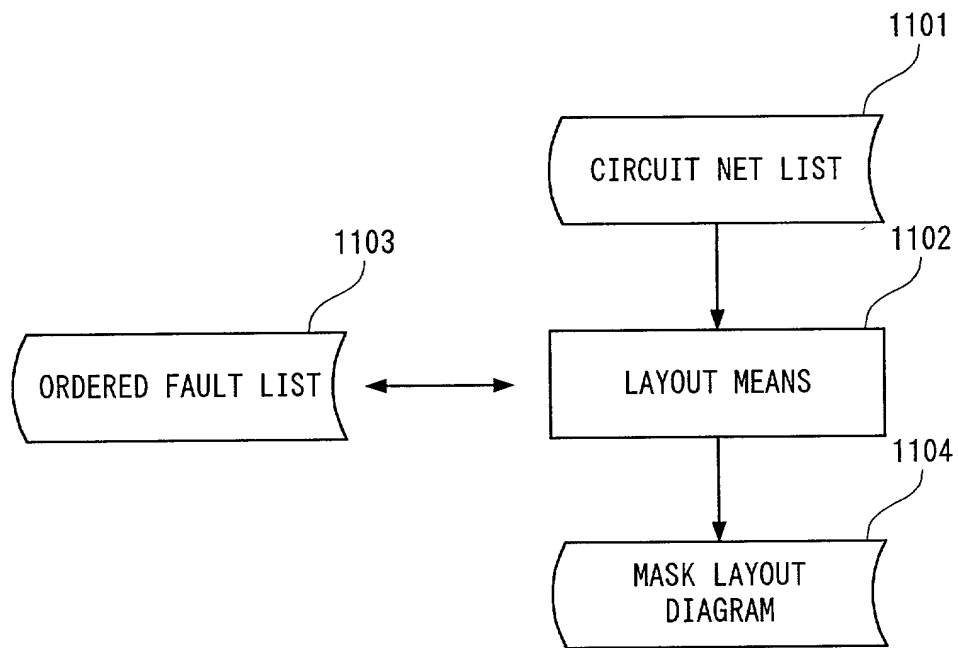 1101
CIRCUIT NET LIST
1102
1103
ORDERED FAULT LIST
LAYOUT MEANS
1104
MASK LAYOUT
DIAGRAM